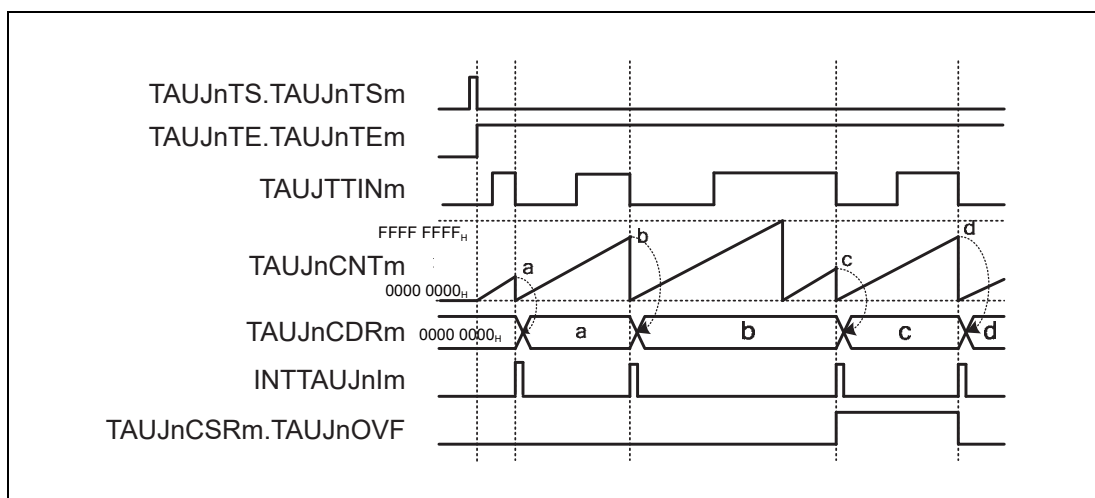 TAUJnTS.TAUJnTSm
TAUJnTE.TAUJnTEm
TAUJTTINm
FFFF FFFFH
TAUJnCNTm
0000 0000H
a
b
c
d
TAUJnCDRm
0000 0000H
a
b
c
d
INTTAUJnIm
TAUJnCSRm.TAUJnOVF